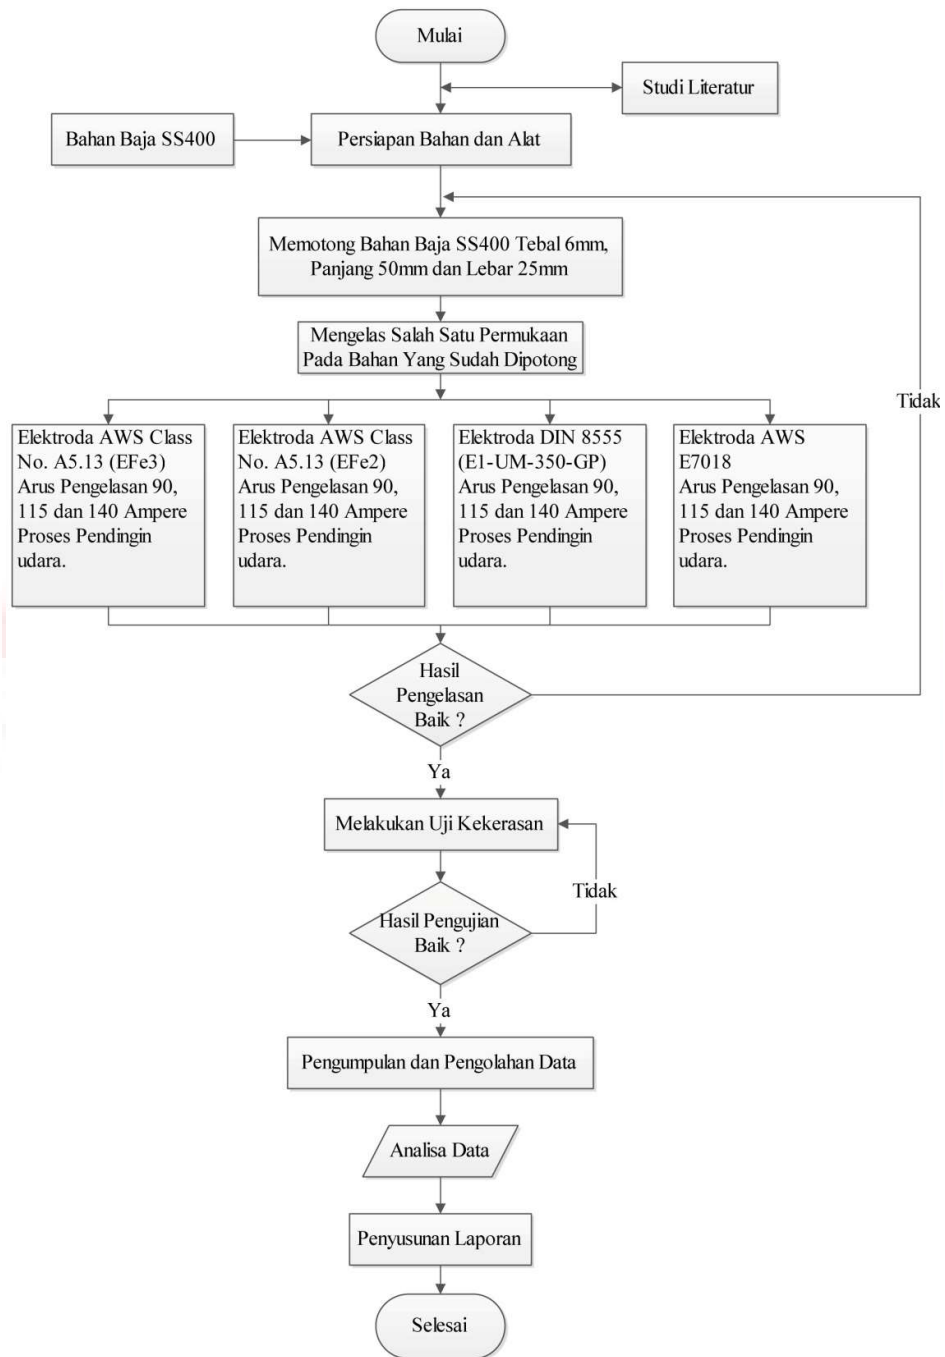 Mulai
Studi Literatur
Bahan Baja SS400
Persiapan Bahan dan Alat
Memotong Bahan Baja SS400 Tebal 6mm,
Panjang 50mm dan Lebar 25mm
Mengelas Salah Satu Permukaan
Pada Bahan Yang Sudah Dipotong
Tidak
Elektroda AWS Class
No. A5.13 (EFe3)
Arus Pengelasan 90,
115 dan 140 Ampere
Proses Pendingin
udara.
Elektroda AWS Class
No. A5.13 (EFe2)
Arus Pengelasan 90,
115 dan 140 Ampere
Proses Pendingin
udara.
Elektroda DIN 8555
(E1-UM-350-GP)
Arus Pengelasan 90,
115 dan 140 Ampere
Proses Pendingin
udara.
Elektroda AWS
E7018
Arus Pengelasan 90,
115 dan 140 Ampere
Proses Pendingin
udara.
Hasil
Pengelasan
Baik ?
Ya
Melakukan Uji Kekerasan
Tidak
Hasil Pengujian
Baik ?
Ya
Pengumpulan dan Pengolahan Data
Analisa Data
Penyusunan Laporan
Selesai